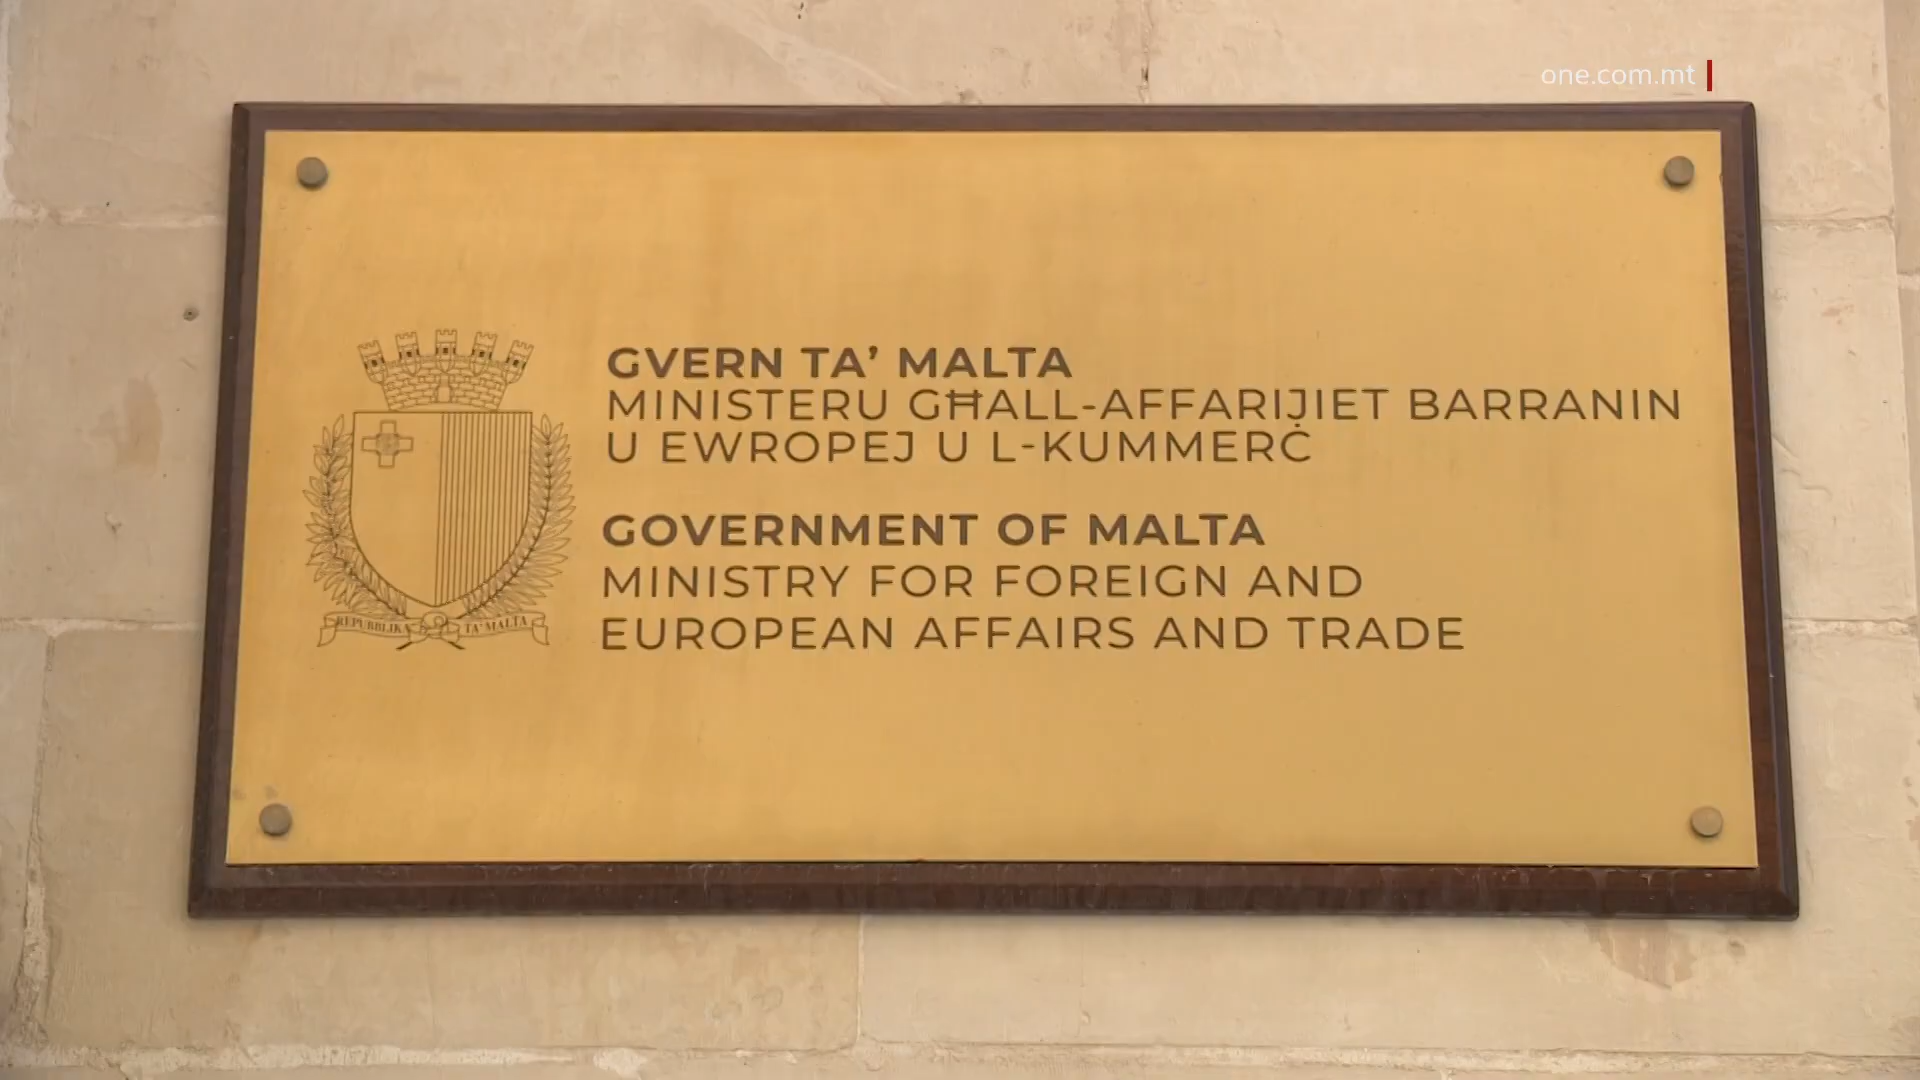 one.com.mt
GVERN TA’ MALTA
MINISTERU GĦALL-AFFARIJIET BARRANIN
U EWROPEJ U L-KUMMERĊ
GOVERNMENT OF MALTA
MINISTRY FOR FOREIGN AND
EUROPEAN AFFAIRS AND TRADE
REPUBBLIKA TA' MALTA